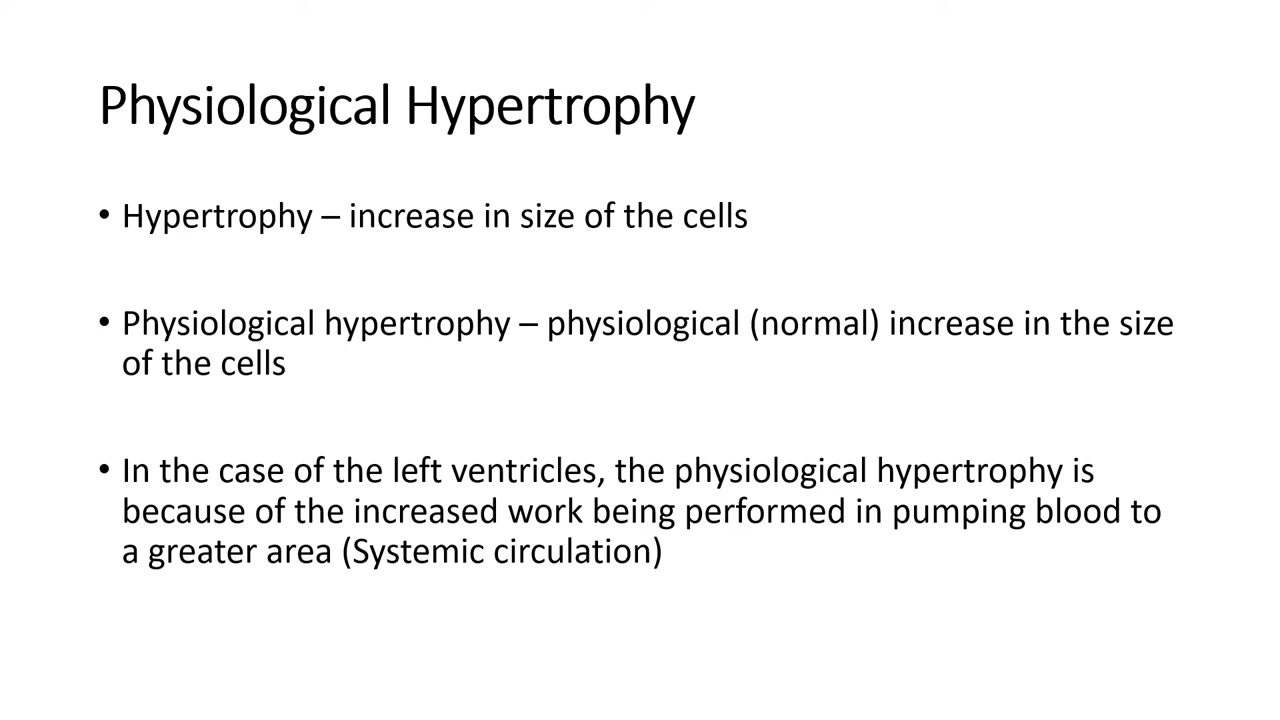 Physiological Hypertrophy
• Hypertrophy – increase in size of the cells
• Physiological hypertrophy – physiological (normal) increase in the size
of the cells
• In the case of the left ventricles, the physiological hypertrophy is
because of the increased work being performed in pumping blood to
a greater area (Systemic circulation)